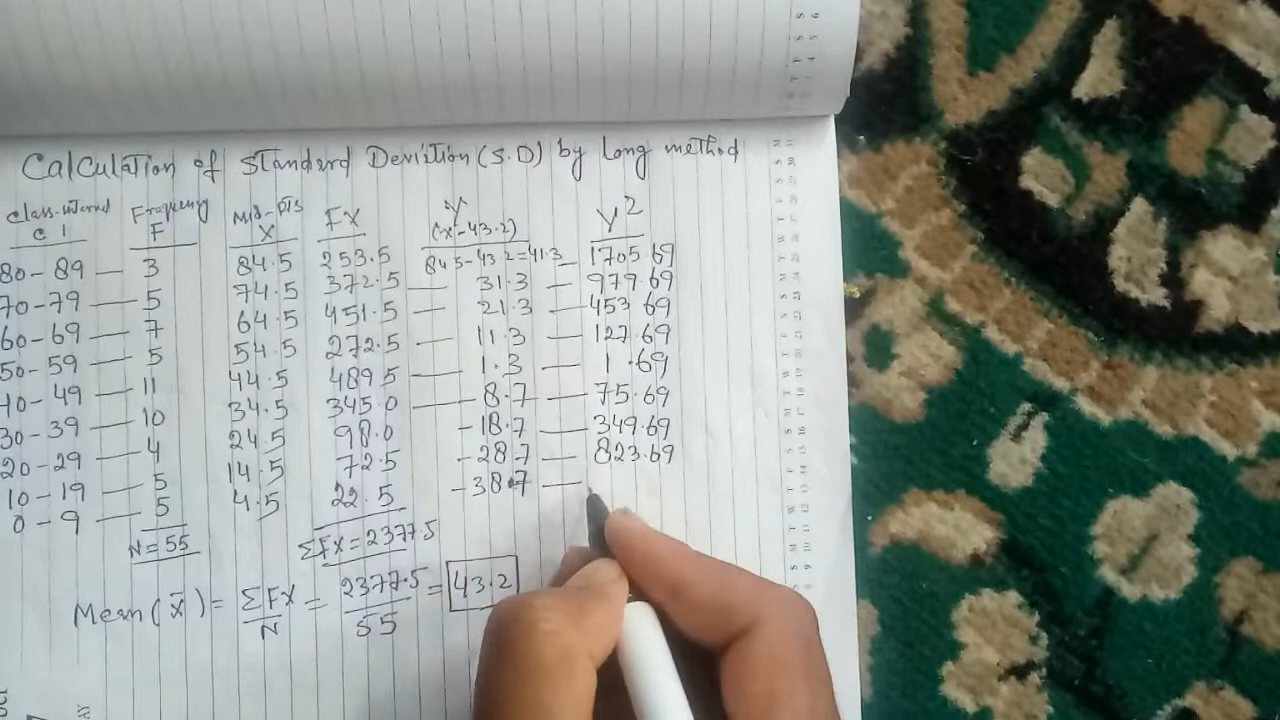 Calculation of Standard Devistion (S.D) by Long method
Class-interval Frequency Mid-pts FX Y Y²
C I F X (x-43.2)
80-89 — 3 84.5 253.5 84.5-43.2=41.3 — 1705.69
70-79 — 5 74.5 372.5 — 31.3 — 979.69
60-69 — 7 64.5 451.5 — 21.3 — 453.69
50-59 — 5 54.5 272.5 — 11.3 — 127.69
40-49 — 11 44.5 489.5 — 1.3 — 1.69
30-39 — 10 34.5 345.0 — 8.7 — 75.69
20-29 — 4 24.5 98.0 -18.7 — 349.69
10-19 — 5 14.5 72.5 -28.7 — 823.69
0-9 — 5 4.5 22.5 -38.7 —
N=55 ΣFX=2377.5
Mean(x̄)= ΣFX/N = 2377.5/55 = 43.2